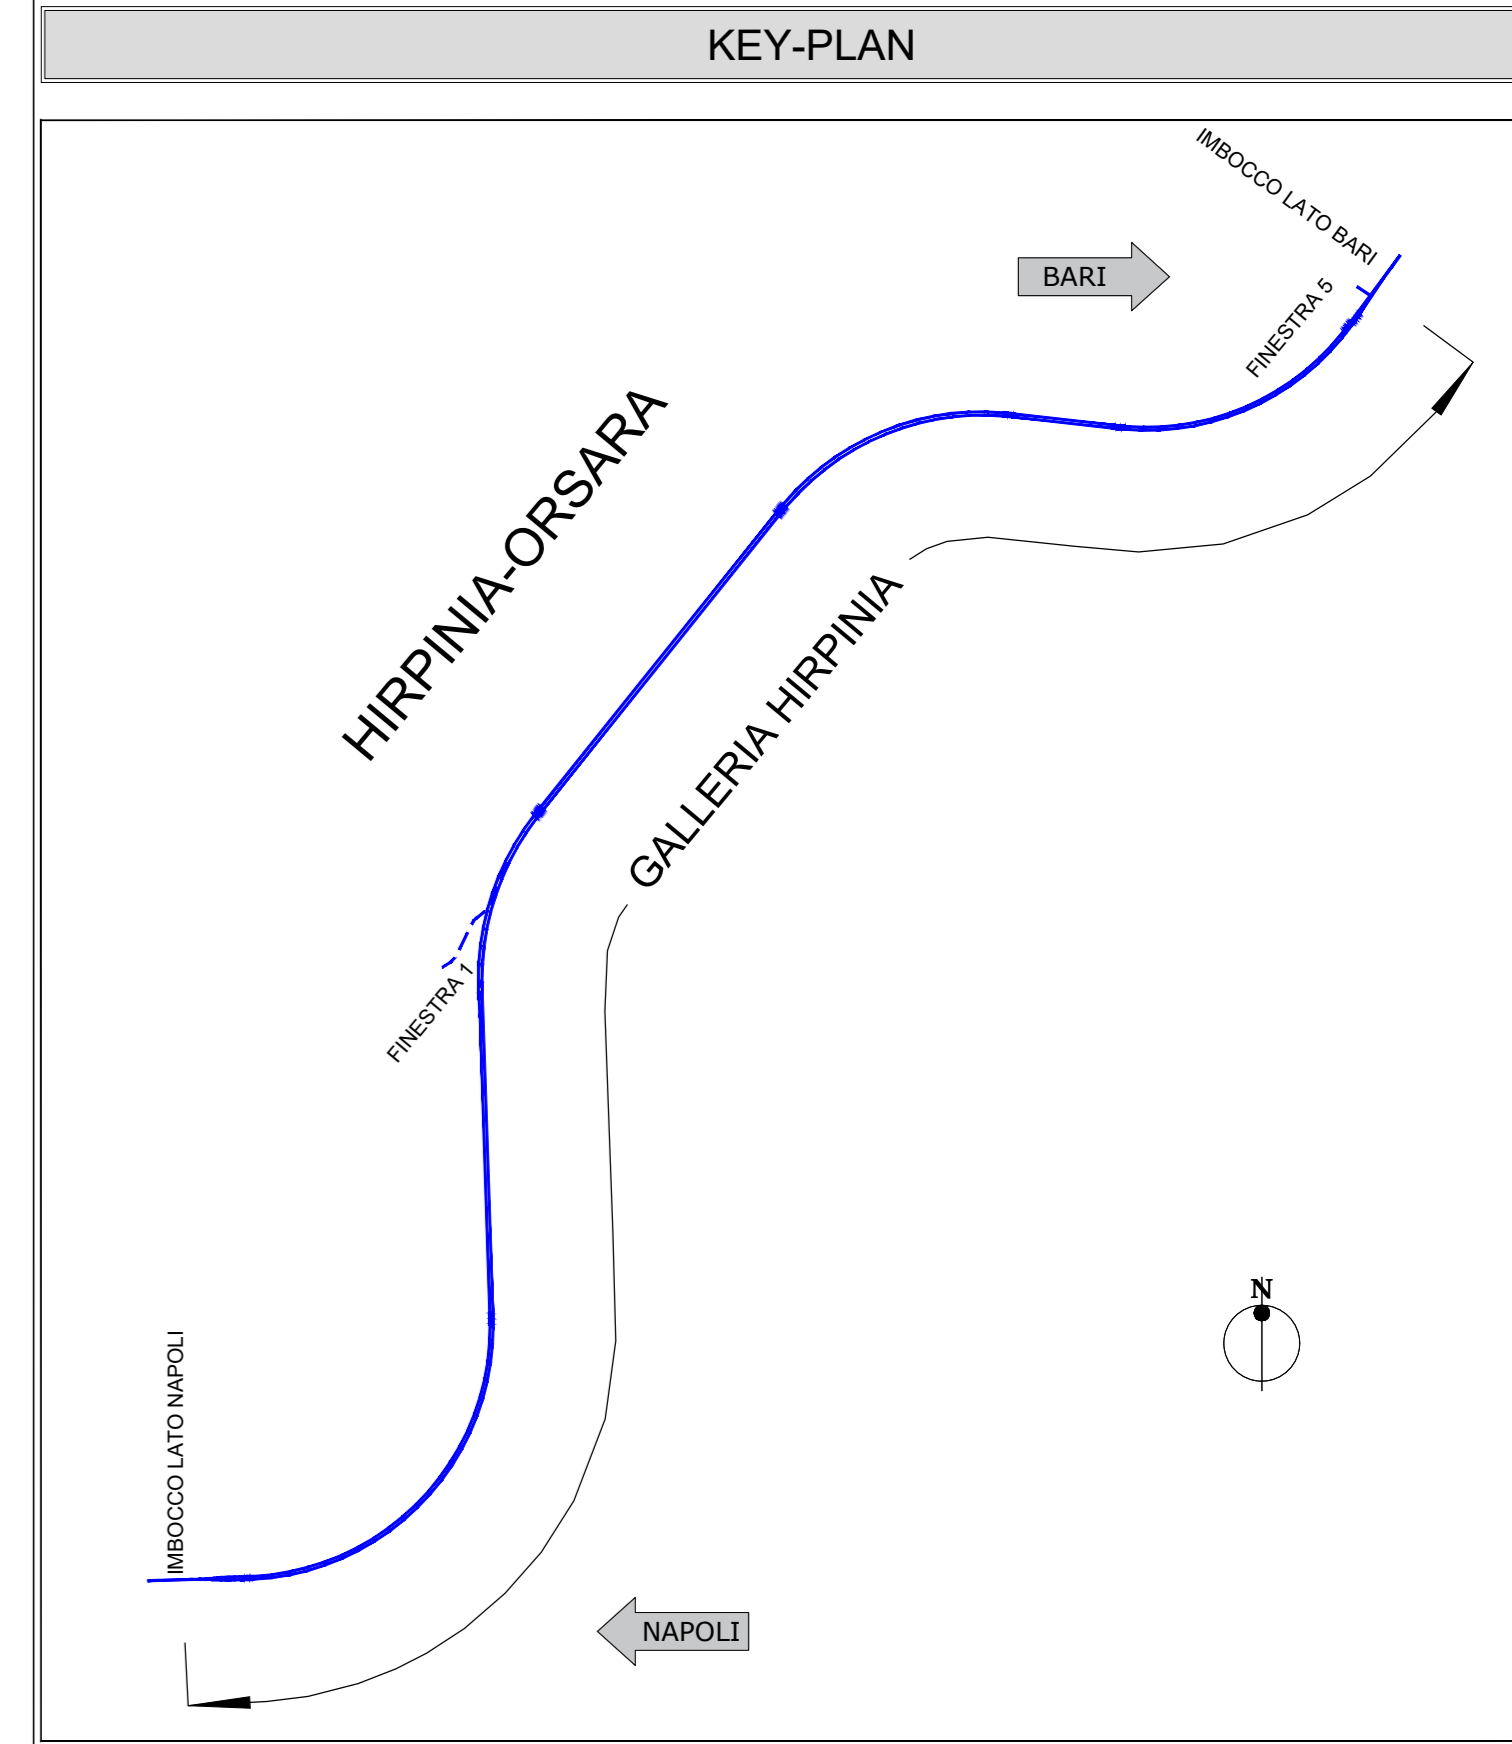 KEY-PLAN
IMBOCCO LATO BARI
BARI
FINESTRA 5
HIRPINIA-ORSARA
GALLERIA HIRPINIA
FINESTRA 1
N
IMBOCCO LATO NAPOLI
NAPOLI